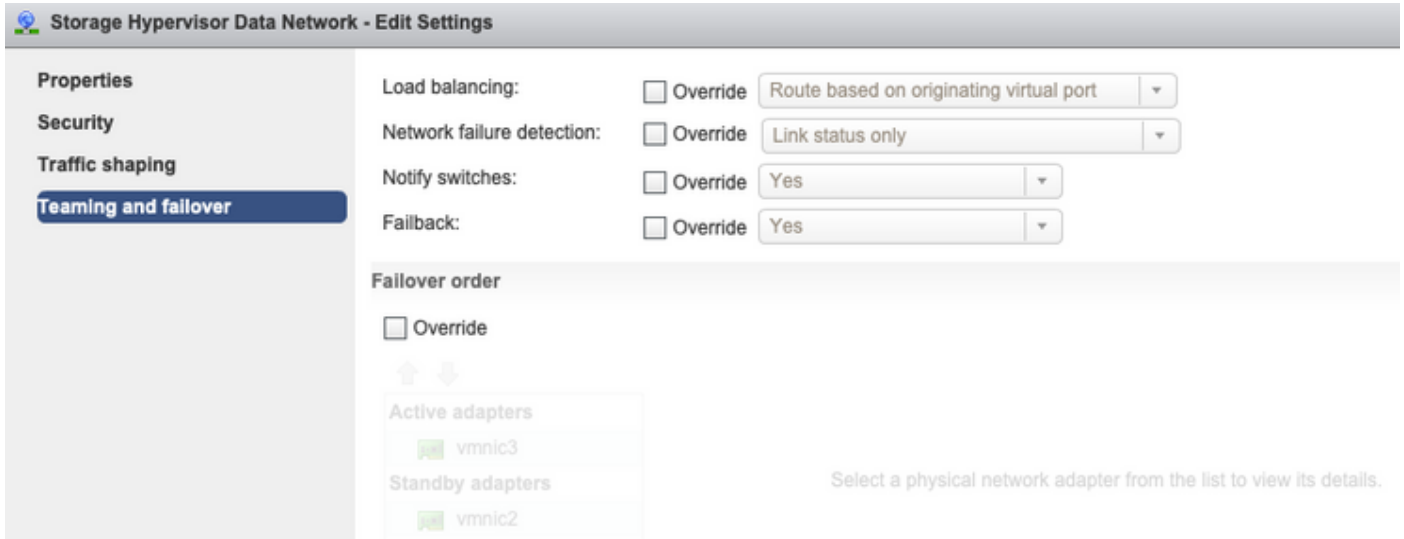 Storage Hypervisor Data Network - Edit Settings
Properties
Security
Traffic shaping
Teaming and failover
Load balancing: Override Route based on originating virtual port
Network failure detection: Override Link status only
Notify switches: Override Yes
Failback: Override Yes
Failover order
Override
Active adapters
vmnic3
Standby adapters
vmnic2
Select a physical network adapter from the list to view its details.